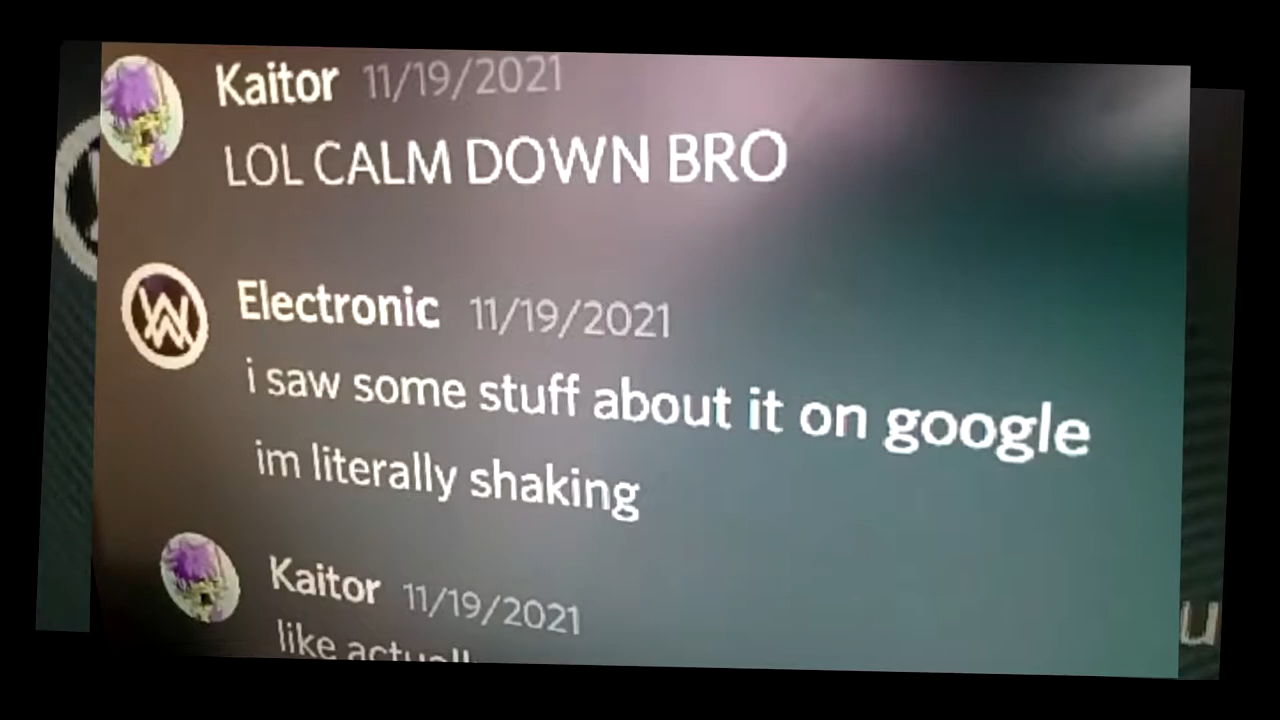 Kaitor 11/19/2021
LOL CALM DOWN BRO
Electronic 11/19/2021
i saw some stuff about it on google
im literally shaking
Kaitor 11/19/2021
like actually
u